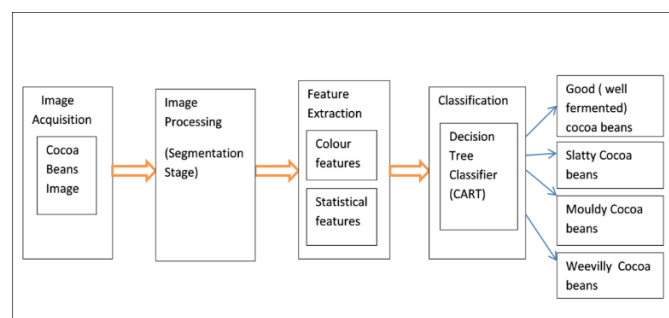 Image
Acquisition
Cocoa
Beans
Image
Image
Processing
(Segmentation
Stage)
Feature
Extraction
Colour
features
Statistical
features
Classification
Decision
Tree
Classifier
(CART)
Good ( well
fermented)
cocoa beans
Slatty Cocoa
beans
Mouldy Cocoa
beans
Weevilly Cocoa
beans